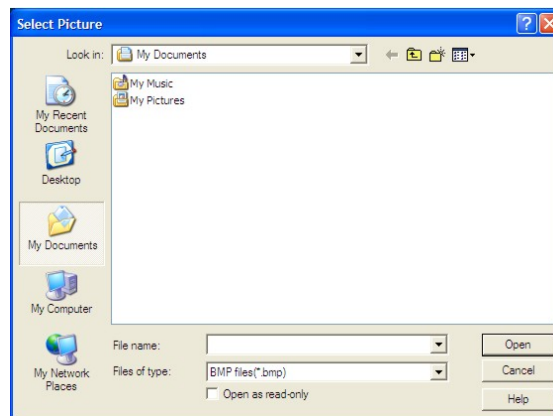 Select Picture
Look in: My Documents
My Music
My Pictures
My Recent
Documents
Desktop
My Documents
My Computer
My Network
Places
File name:
Open
Files of type: BMP files(*.bmp)
Cancel
Open as read-only
Help